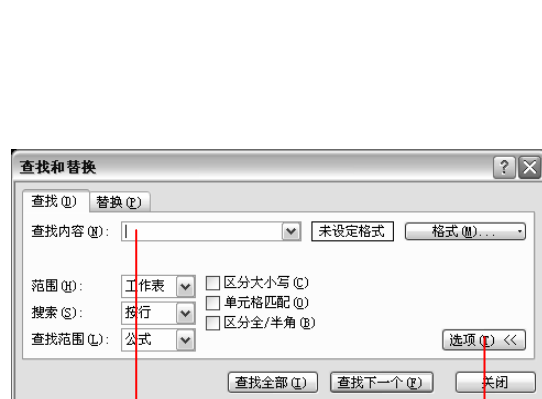 查找和替换
查找(D) 替换(P)
查找内容(N): 未设定格式 格式(M)...
范围(H): 工作表 区分大小写(C)
单元格匹配(O)
搜索(S): 按行 区分全/半角(B)
查找范围(L): 公式 选项(T) <<
查找全部(I) 查找下一个(F) 关闭